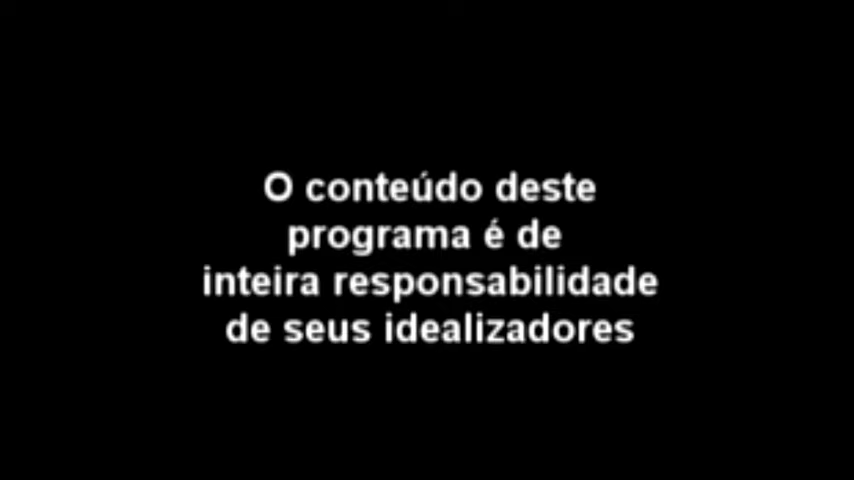 O conteúdo deste
programa é de
inteira responsabilidade
de seus idealizadores